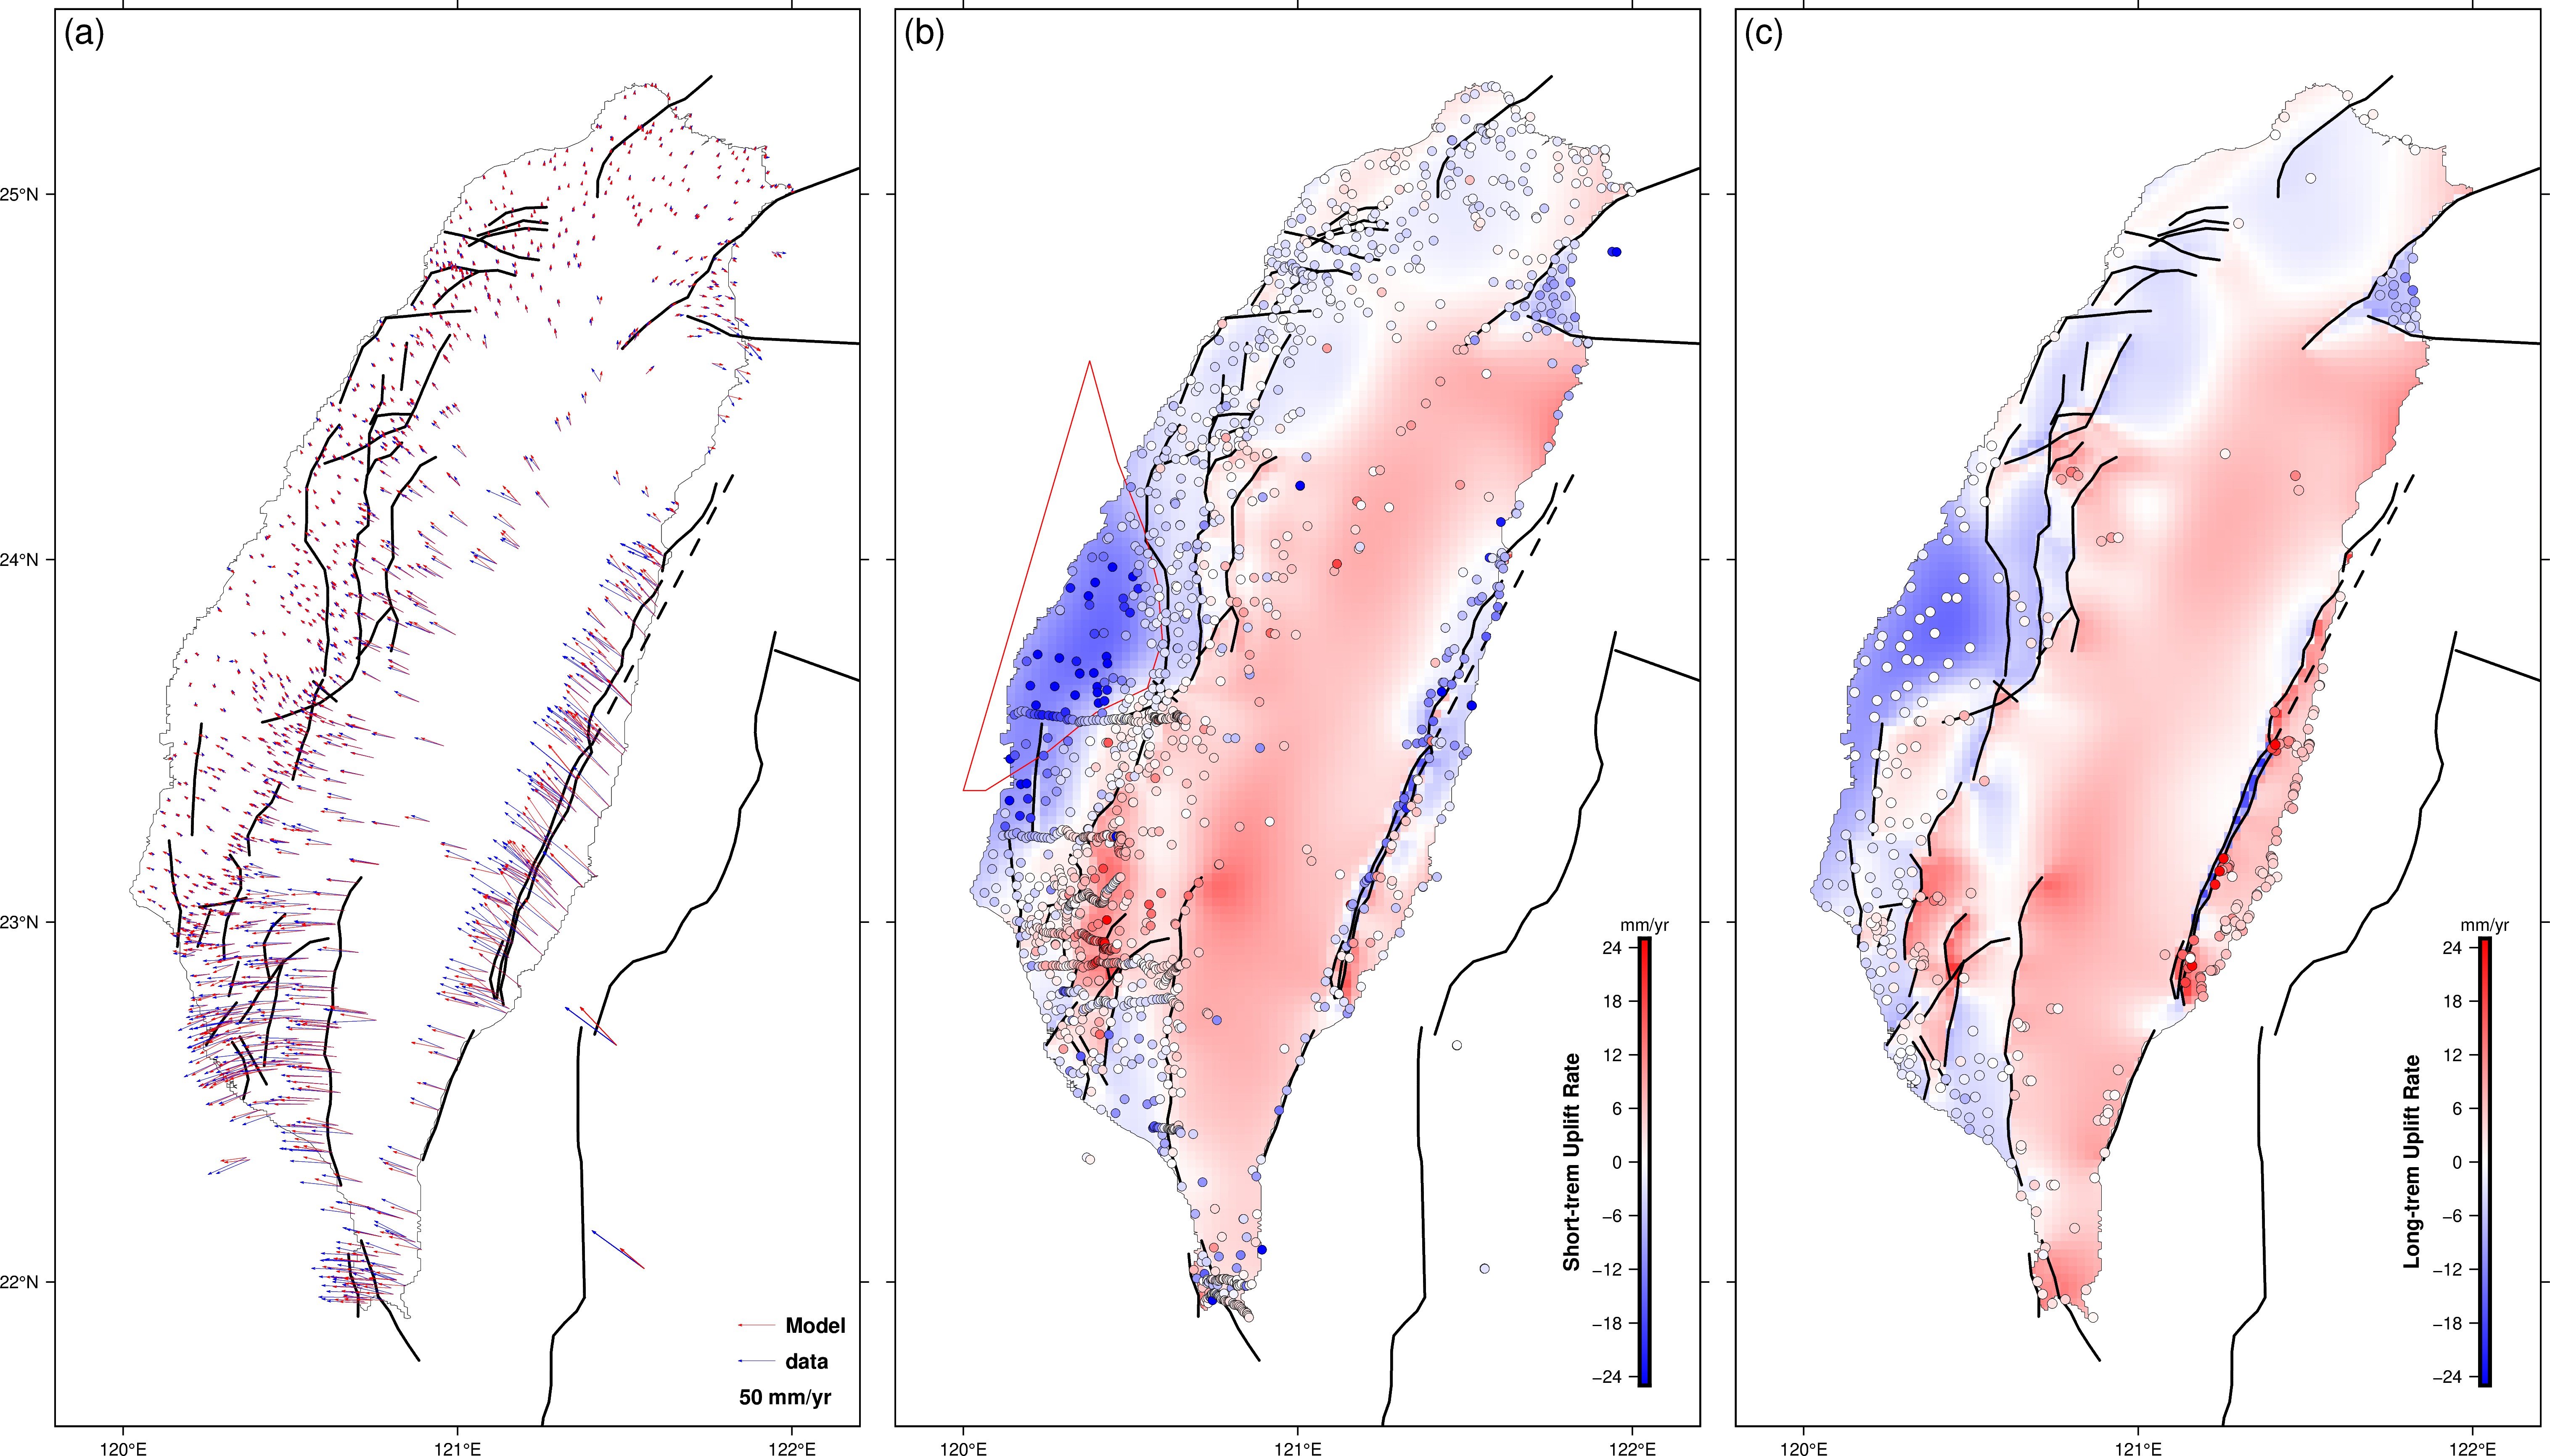 (a)
(b)
(c)
25°N
24°N
23°N
22°N
120°E
121°E
122°E
Model
data
50 mm/yr
mm/yr
24
18
12
6
0
−6
−12
−18
−24
Short-trem Uplift Rate
120°E
121°E
122°E
mm/yr
24
18
12
6
0
−6
−12
−18
−24
Long-trem Uplift Rate
120°E
121°E
122°E